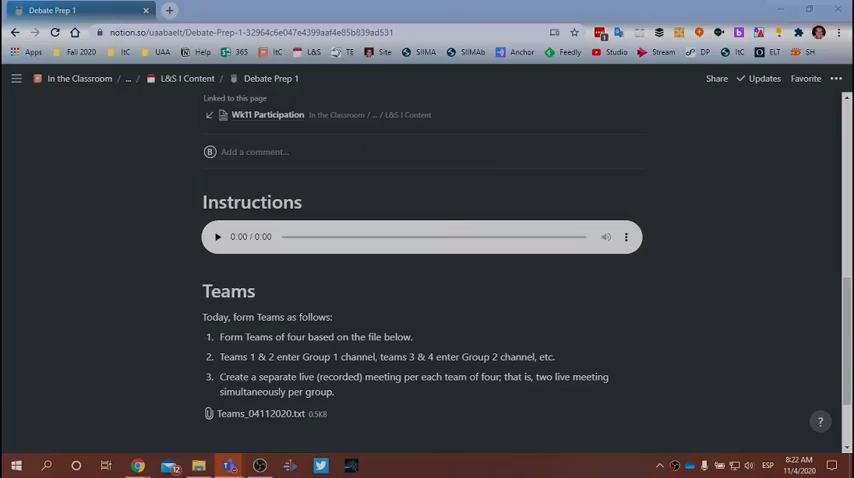 Debate Prep 1
notion.so/uaabaelt/Debate-Prep-1-32964c6e047e4399aaf4e85b839ad531
Apps Fall 2020 ItC UAA Help 365 ItC L&S TE Site SIIMA SIIMAb Anchor Feedly Studio Stream DP ItC ELT SH
In the Classroom / ... / L&S I Content / Debate Prep 1 Share Updates Favorite
Linked to this page
Wk11 Participation In the Classroom / ... / L&S I Content
B Add a comment...
Instructions
0:00 / 0:00
Teams
Today, form Teams as follows:
1. Form Teams of four based on the file below.
2. Teams 1 & 2 enter Group 1 channel, teams 3 & 4 enter Group 2 channel, etc.
3. Create a separate live (recorded) meeting per each team of four; that is, two live meeting
simultaneously per group.
Teams_04112020.txt 0.5KB
?
12
ESP
8:22 AM
11/4/2020